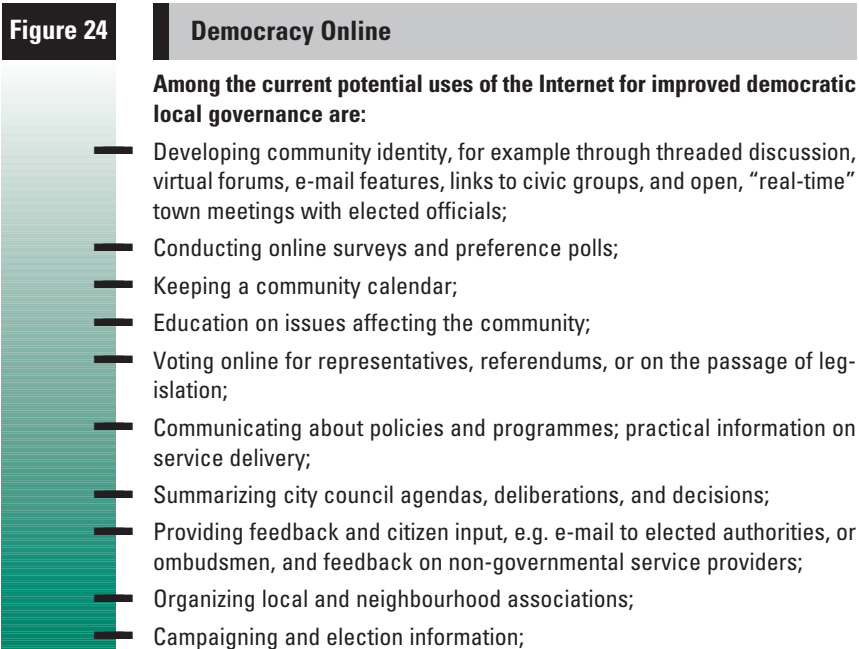 Figure 24
Democracy Online
Among the current potential uses of the Internet for improved democratic
local governance are:
Developing community identity, for example through threaded discussion,
virtual forums, e-mail features, links to civic groups, and open, “real-time”
town meetings with elected officials;
Conducting online surveys and preference polls;
Keeping a community calendar;
Education on issues affecting the community;
Voting online for representatives, referendums, or on the passage of leg-
islation;
Communicating about policies and programmes; practical information on
service delivery;
Summarizing city council agendas, deliberations, and decisions;
Providing feedback and citizen input, e.g. e-mail to elected authorities, or
ombudsmen, and feedback on non-governmental service providers;
Organizing local and neighbourhood associations;
Campaigning and election information;